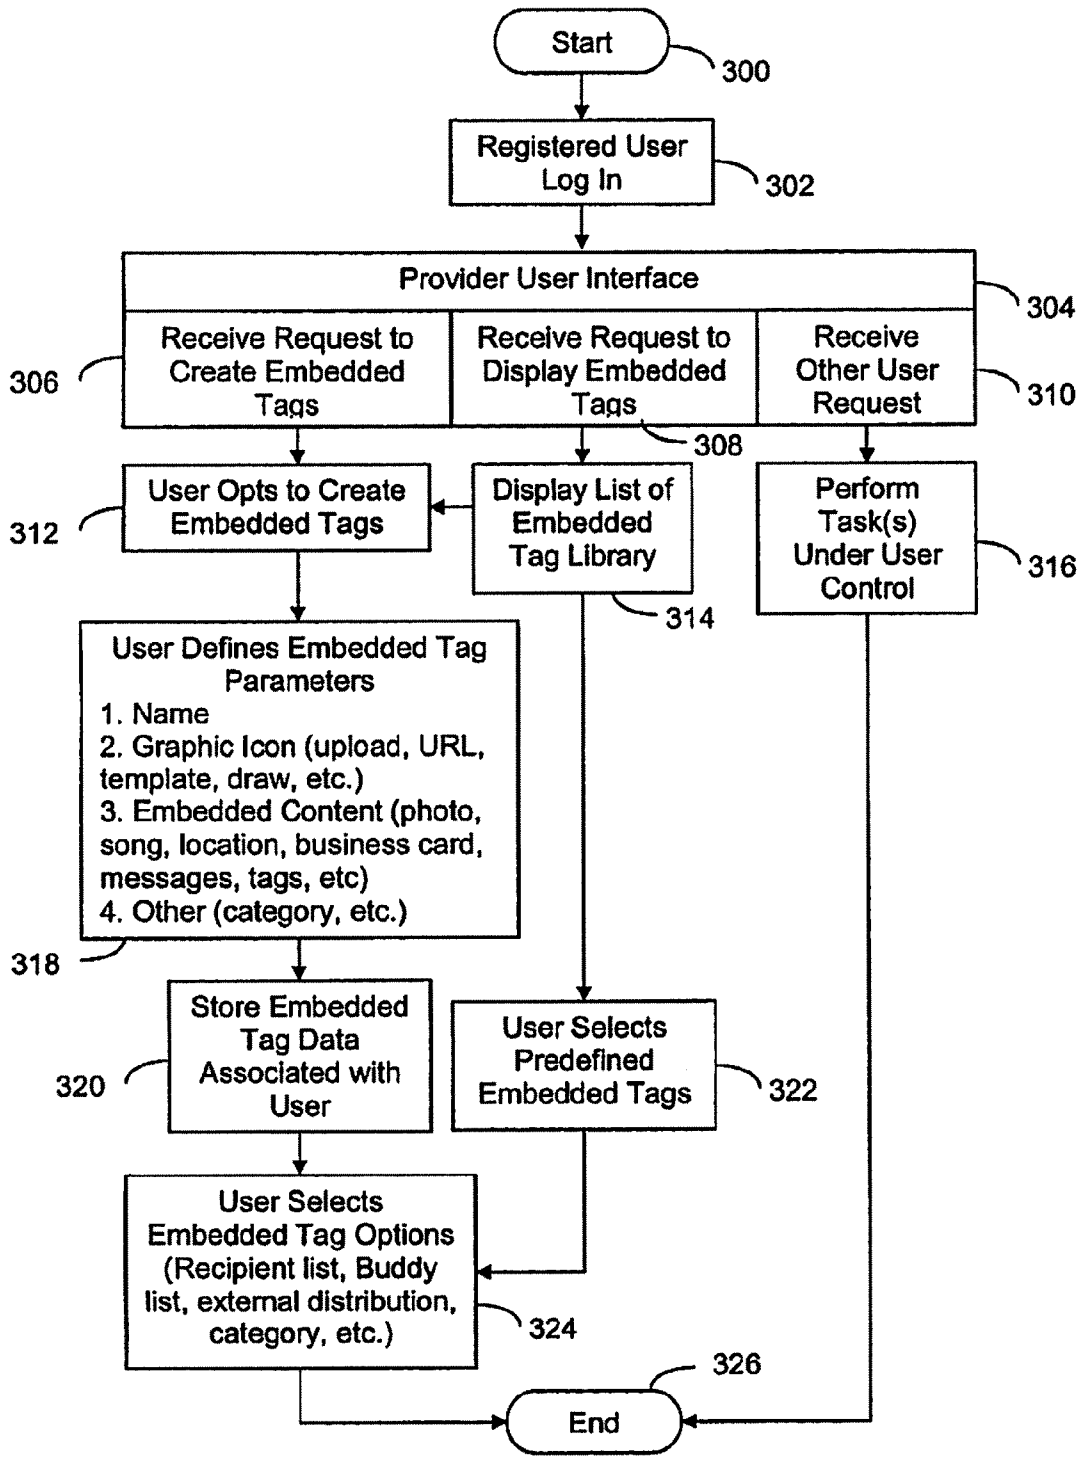 Start
300
Registered User
Log In
302
Provider User Interface
304
Receive Request to
Create Embedded
Tags
306
Receive Request to
Display Embedded
Tags
308
Receive
Other User
Request
310
User Opts to Create
Embedded Tags
312
Display List of
Embedded
Tag Library
314
Perform
Task(s)
Under User
Control
316
User Defines Embedded Tag
Parameters
1. Name
2. Graphic Icon (upload, URL,
template, draw, etc.)
3. Embedded Content (photo,
song, location, business card,
messages, tags, etc)
4. Other (category, etc.)
318
Store Embedded
Tag Data
Associated with
User
320
User Selects
Predefined
Embedded Tags
322
User Selects
Embedded Tag Options
(Recipient list, Buddy
list, external distribution,
category, etc.)
324
326
End